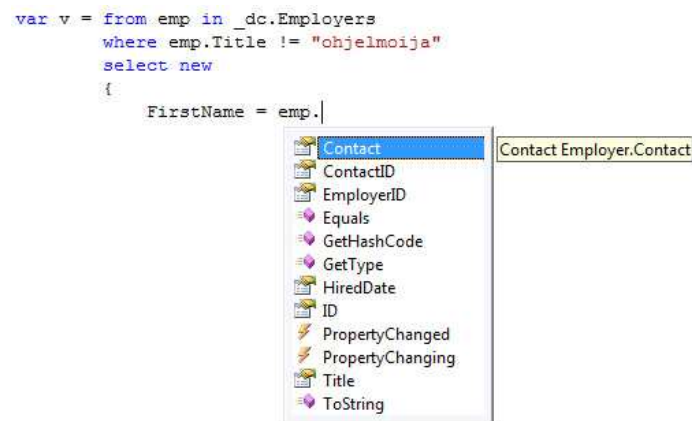 var v = from emp in _dc.Employers
where emp.Title != "ohjelmoija"
select new
{
FirstName = emp.
Contact
Contact Employer.Contact
ContactID
EmployerID
Equals
GetHashCode
GetType
HiredDate
ID
PropertyChanged
PropertyChanging
Title
ToString